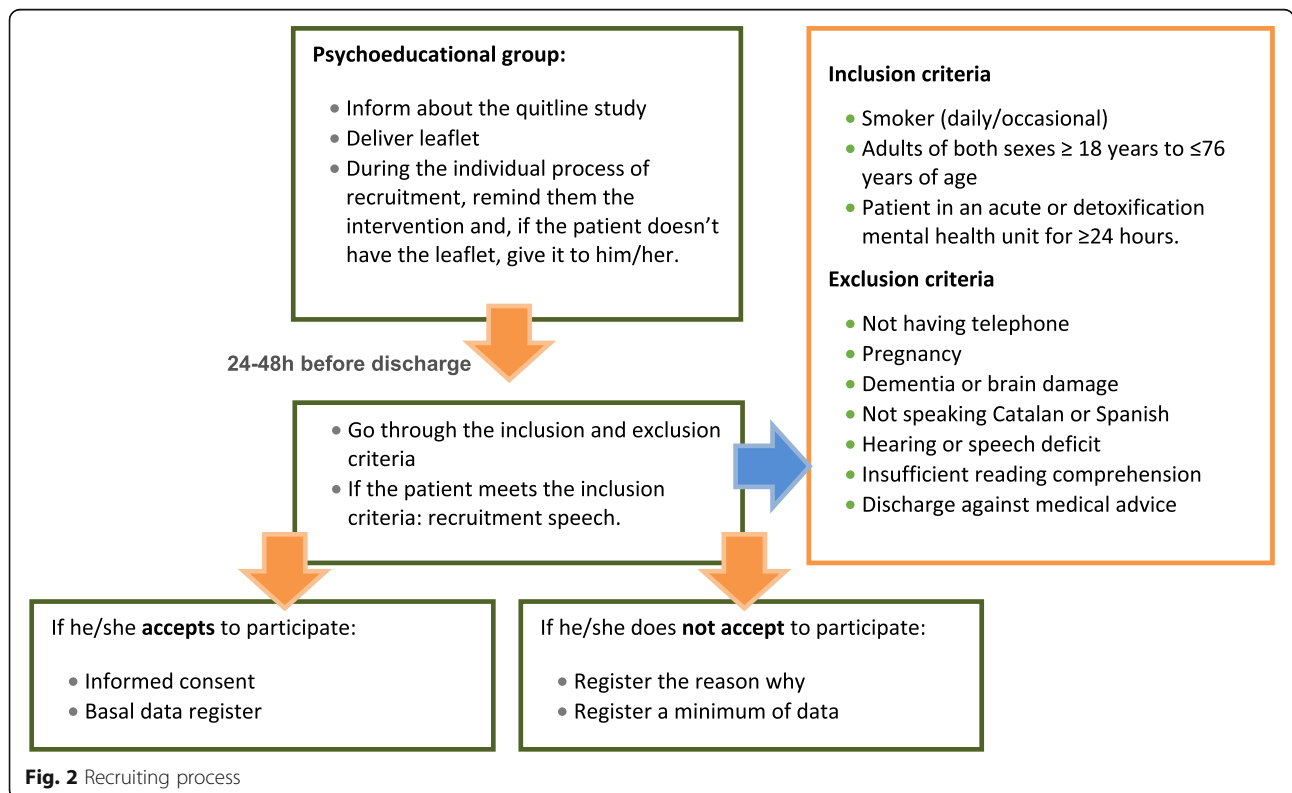 Psychoeducational group:
● Inform about the quitline study
● Deliver leaflet
● During the individual process of
recruitment, remind them the
intervention and, if the patient doesn't
have the leaflet, give it to him/her.
24-48h before discharge
● Go through the inclusion and exclusion
criteria
● If the patient meets the inclusion
criteria: recruitment speech.
Inclusion criteria
● Smoker (daily/occasional)
● Adults of both sexes ≥ 18 years to ≤76
years of age
● Patient in an acute or detoxification
mental health unit for ≥24 hours.
Exclusion criteria
● Not having telephone
● Pregnancy
● Dementia or brain damage
● Not speaking Catalan or Spanish
● Hearing or speech deficit
● Insufficient reading comprehension
● Discharge against medical advice
If he/she accepts to participate:
● Informed consent
● Basal data register
If he/she does not accept to participate:
● Register the reason why
● Register a minimum of data
Fig. 2 Recruiting process